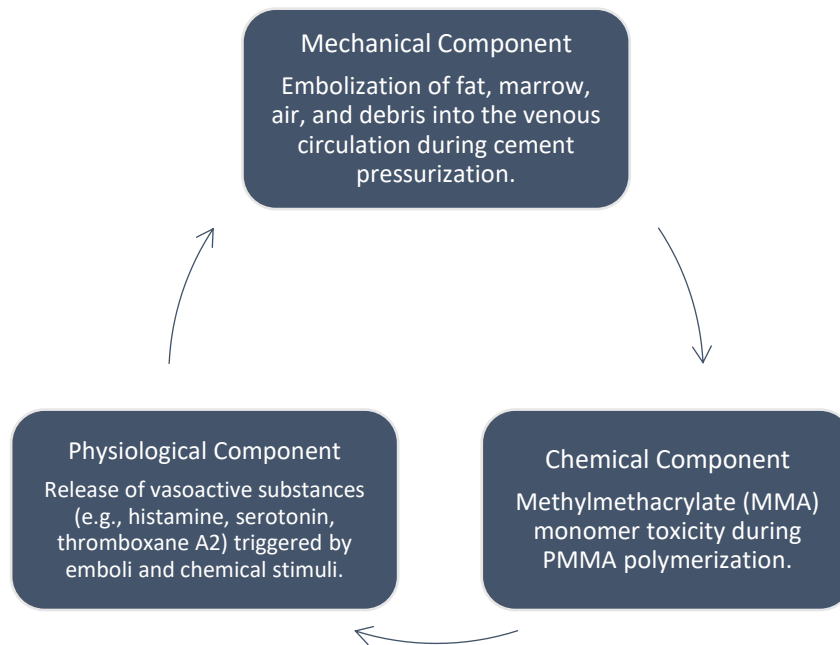 Mechanical Component
Embolization of fat, marrow,
air, and debris into the venous
circulation during cement
pressurization.
Physiological Component
Release of vasoactive substances
(e.g., histamine, serotonin,
thromboxane A2) triggered by
emboli and chemical stimuli.
Chemical Component
Methylmethacrylate (MMA)
monomer toxicity during
PMMA polymerization.